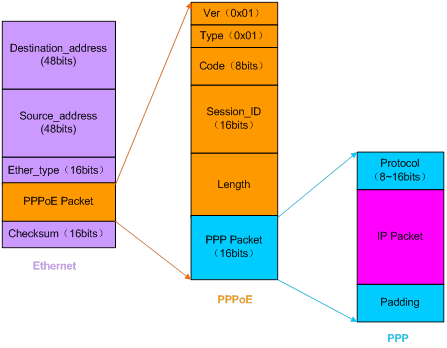 Destination_address
(48bits)
Source_address
(48bits)
Ether_type（16bits）
PPPoE Packet
Checksum（16bits）
Ethernet
Ver（0x01）
Type（0x01）
Code（8bits）
Session_ID
（16bits）
Length
PPP Packet
（16bits）
PPPoE
Protocol
（8~16bits）
IP Packet
Padding
PPP